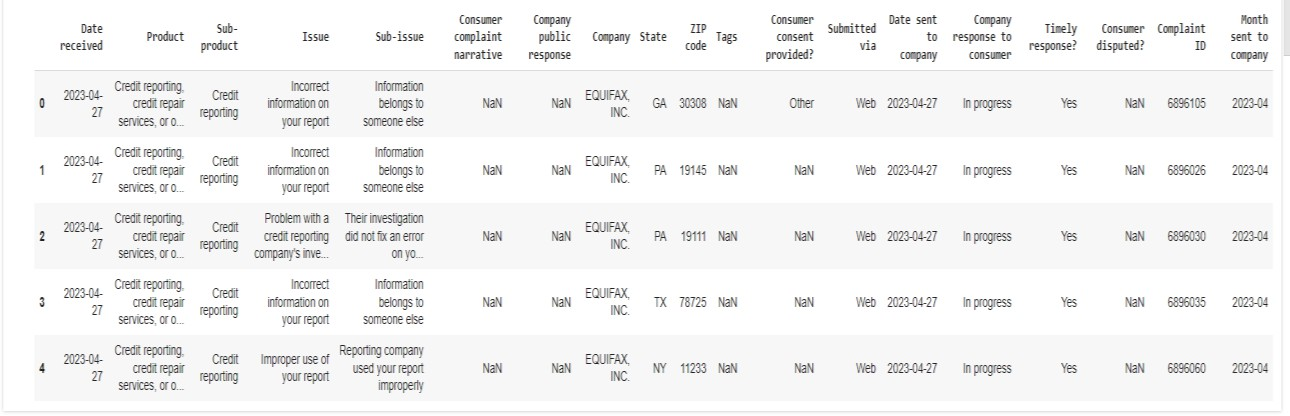 Date received Product Sub-product Issue Sub-issue Consumer complaint narrative Company public response Company State ZIP code Tags Consumer consent provided? Submitted via Date sent to company Company response to consumer Timely response? Consumer disputed? Complaint ID Month sent to company
0 2023-04-27 Credit reporting, credit repair services, or o... Credit reporting Incorrect information on your report Information belongs to someone else NaN NaN EQUIFAX, INC. GA 30308 NaN Other Web 2023-04-27 In progress Yes NaN 6896105 2023-04
1 2023-04-27 Credit reporting, credit repair services, or o... Credit reporting Incorrect information on your report Information belongs to someone else NaN NaN EQUIFAX, INC. PA 19145 NaN NaN Web 2023-04-27 In progress Yes NaN 6896026 2023-04
2 2023-04-27 Credit reporting, credit repair services, or o... Credit reporting Problem with a credit reporting company's inve... Their investigation did not fix an error on yo... NaN NaN EQUIFAX, INC. PA 19111 NaN NaN Web 2023-04-27 In progress Yes NaN 6896030 2023-04
3 2023-04-27 Credit reporting, credit repair services, or o... Credit reporting Incorrect information on your report Information belongs to someone else NaN NaN EQUIFAX, INC. TX 78725 NaN NaN Web 2023-04-27 In progress Yes NaN 6896035 2023-04
4 2023-04-27 Credit reporting, credit repair services, or o... Credit reporting Improper use of your report Reporting company used your report improperly NaN NaN EQUIFAX, INC. NY 11233 NaN NaN Web 2023-04-27 In progress Yes NaN 6896060 2023-04